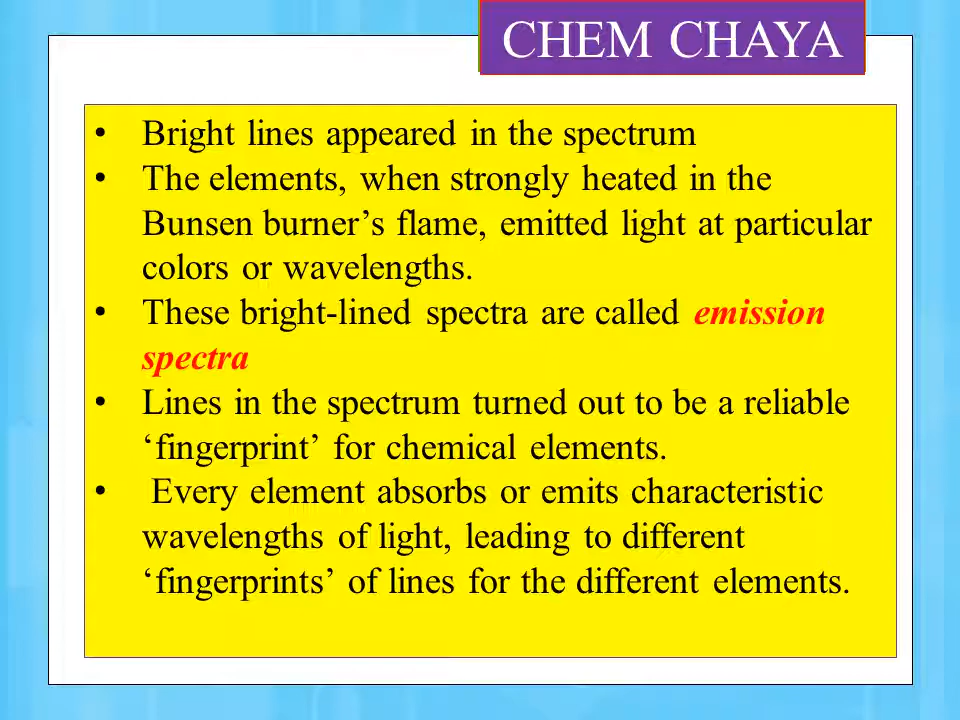 CHEM CHAYA
• Bright lines appeared in the spectrum
• The elements, when strongly heated in the
Bunsen burner’s flame, emitted light at particular
colors or wavelengths.
• These bright-lined spectra are called emission
spectra
• Lines in the spectrum turned out to be a reliable
‘fingerprint’ for chemical elements.
• Every element absorbs or emits characteristic
wavelengths of light, leading to different
‘fingerprints’ of lines for the different elements.